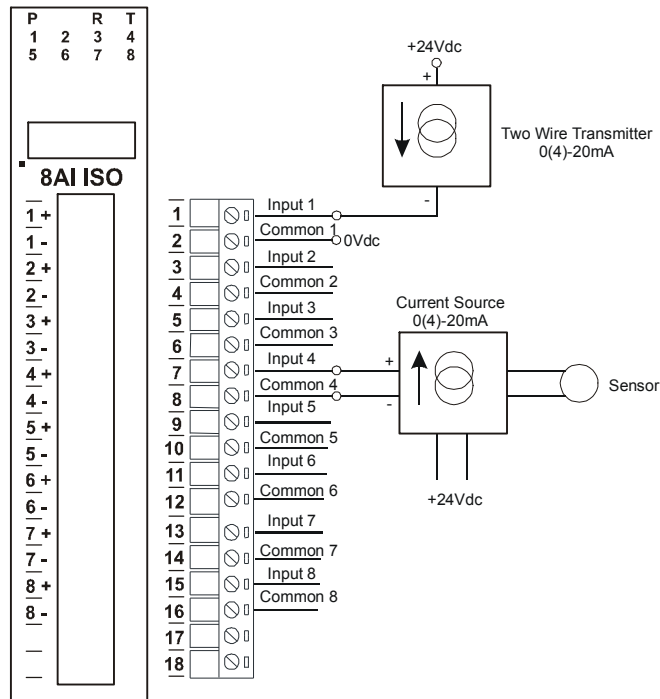 P R T
1 2 3 4
5 6 7 8
8AI ISO
1 +
1 -
2 +
2 -
3 +
3 -
4 +
4 -
5 +
5 -
6 +
6 -
7 +
7 -
8 +
8 -
1 Input 1
2 Common 1 0Vdc
3 Input 2
4 Common 2
5 Input 3
6 Common 3
7 Input 4
8 Common 4
9 Input 5
10 Common 5
11 Input 6
12 Common 6
13 Input 7
14 Common 7
15 Input 8
16 Common 8
17
18
+24Vdc
+
Two Wire Transmitter
0(4)-20mA
-
Current Source
0(4)-20mA
+
-
Sensor
+24Vdc